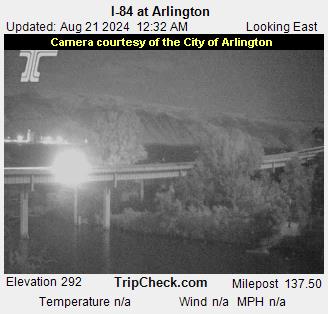 I-84 at Arlington
Updated: Aug 21 2024 12:32 AM Looking East
Camera courtesy of the City of Arlington
Elevation 292 TripCheck.com Milepost 137.50
Temperature n/a Wind n/a MPH n/a